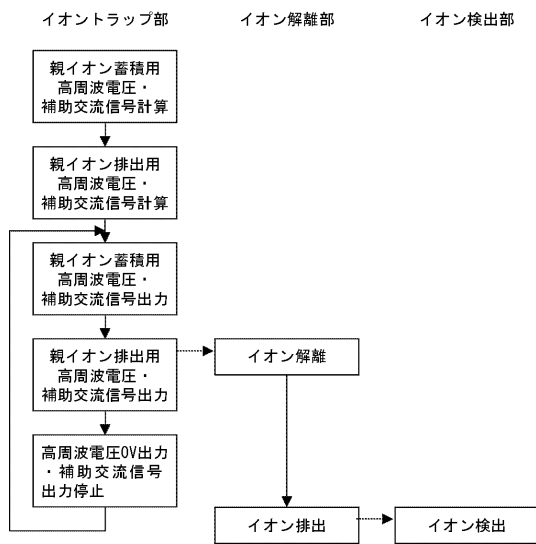 イオントラップ部
イオン解離部
イオン検出部
親イオン蓄積用
高周波電圧・
補助交流信号計算
親イオン排出用
高周波電圧・
補助交流信号計算
親イオン蓄積用
高周波電圧・
補助交流信号出力
親イオン排出用
高周波電圧・
補助交流信号出力
イオン解離
高周波電圧0V出力
・補助交流信号
出力停止
イオン排出
イオン検出